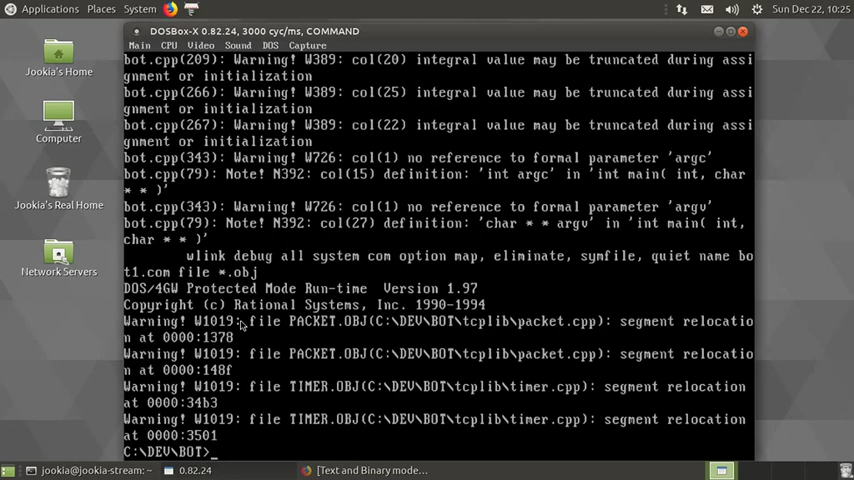 Applications Places System Sun Dec 22, 10:25
DOSBox-X 0.82.24, 3000 cyc/ms, COMMAND
Main CPU Video Sound DOS Capture
bot.cpp(209): Warning! W389: col(20) integral value may be truncated during assi
gnment or initialization
bot.cpp(266): Warning! W389: col(25) integral value may be truncated during assi
gnment or initialization
bot.cpp(267): Warning! W389: col(22) integral value may be truncated during assi
gnment or initialization
bot.cpp(343): Warning! W726: col(1) no reference to formal parameter 'argc'
bot.cpp(79): Note! N392: col(15) definition: 'int argc' in 'int main( int, char
* * )'
bot.cpp(343): Warning! W726: col(1) no reference to formal parameter 'argv'
bot.cpp(79): Note! N392: col(27) definition: 'char * * argv' in 'int main( int,
char * * )'
wlink debug all system com option map, eliminate, symfile, quiet name bo
t1.com file *.obj
DOS/4GW Protected Mode Run-time Version 1.97
Copyright (c) Rational Systems, Inc. 1990-1994
Warning! W1019: file PACKET.OBJ(C:\DEV\BOT\tcplib\packet.cpp): segment relocatio
n at 0000:1378
Warning! W1019: file PACKET.OBJ(C:\DEV\BOT\tcplib\packet.cpp): segment relocatio
n at 0000:148f
Warning! W1019: file TIMER.OBJ(C:\DEV\BOT\tcplib\timer.cpp): segment relocation
at 0000:34b3
Warning! W1019: file TIMER.OBJ(C:\DEV\BOT\tcplib\timer.cpp): segment relocation
at 0000:3501
C:\DEV\BOT>_
Jookia's Home
Computer
Jookia's Real Home
Network Servers
jookia@jookia-stream: ~ 0.82.24 [Text and Binary mode...